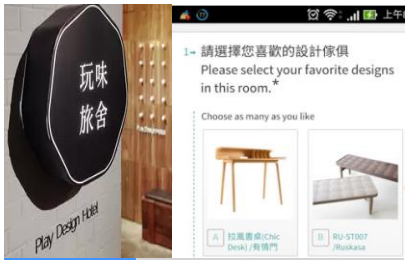 玩味
旅舍
Play Design Hotel
上午
1→ 請選擇您喜歡的設計傢俱
Please select your favorite designs
in this room.*
Choose as many as you like
A 拉風書桌(Chic
Desk) /有情門
B RU-ST007
/Ruskasa